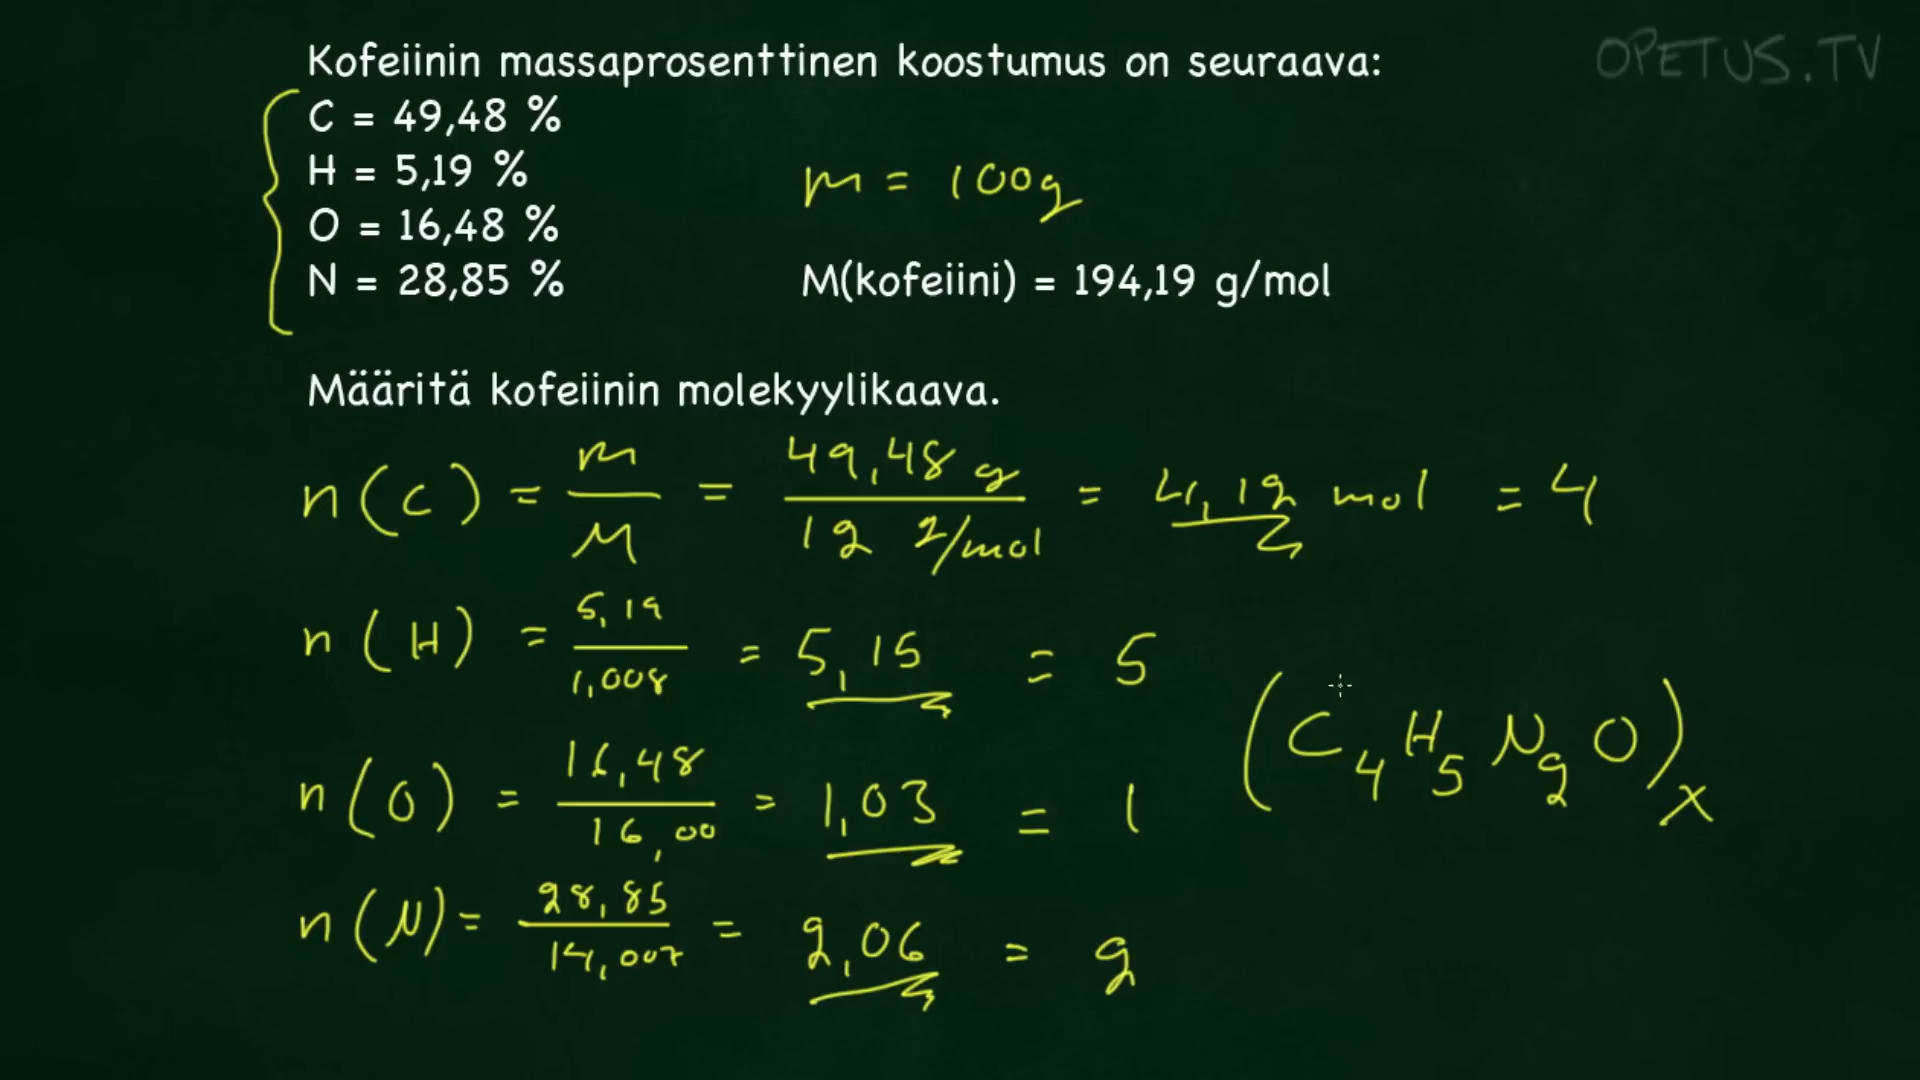 OPETUS.TV
Kofeiinin massaprosenttinen koostumus on seuraava:
C = 49,48 %
H = 5,19 %
O = 16,48 %
N = 28,85 %
m = 100g
M(kofeiini) = 194,19 g/mol
Määritä kofeiinin molekyylikaava.
n(C) = m/M = 49,48 g / 12 g/mol = 4,12 mol = 4
n(H) = 5,19/1,008 = 5,15 = 5
n(O) = 16,48/16,00 = 1,03 = 1
n(N) = 28,85/14,007 = 2,06 = 2
(C₄H₅N₂O)ₓ